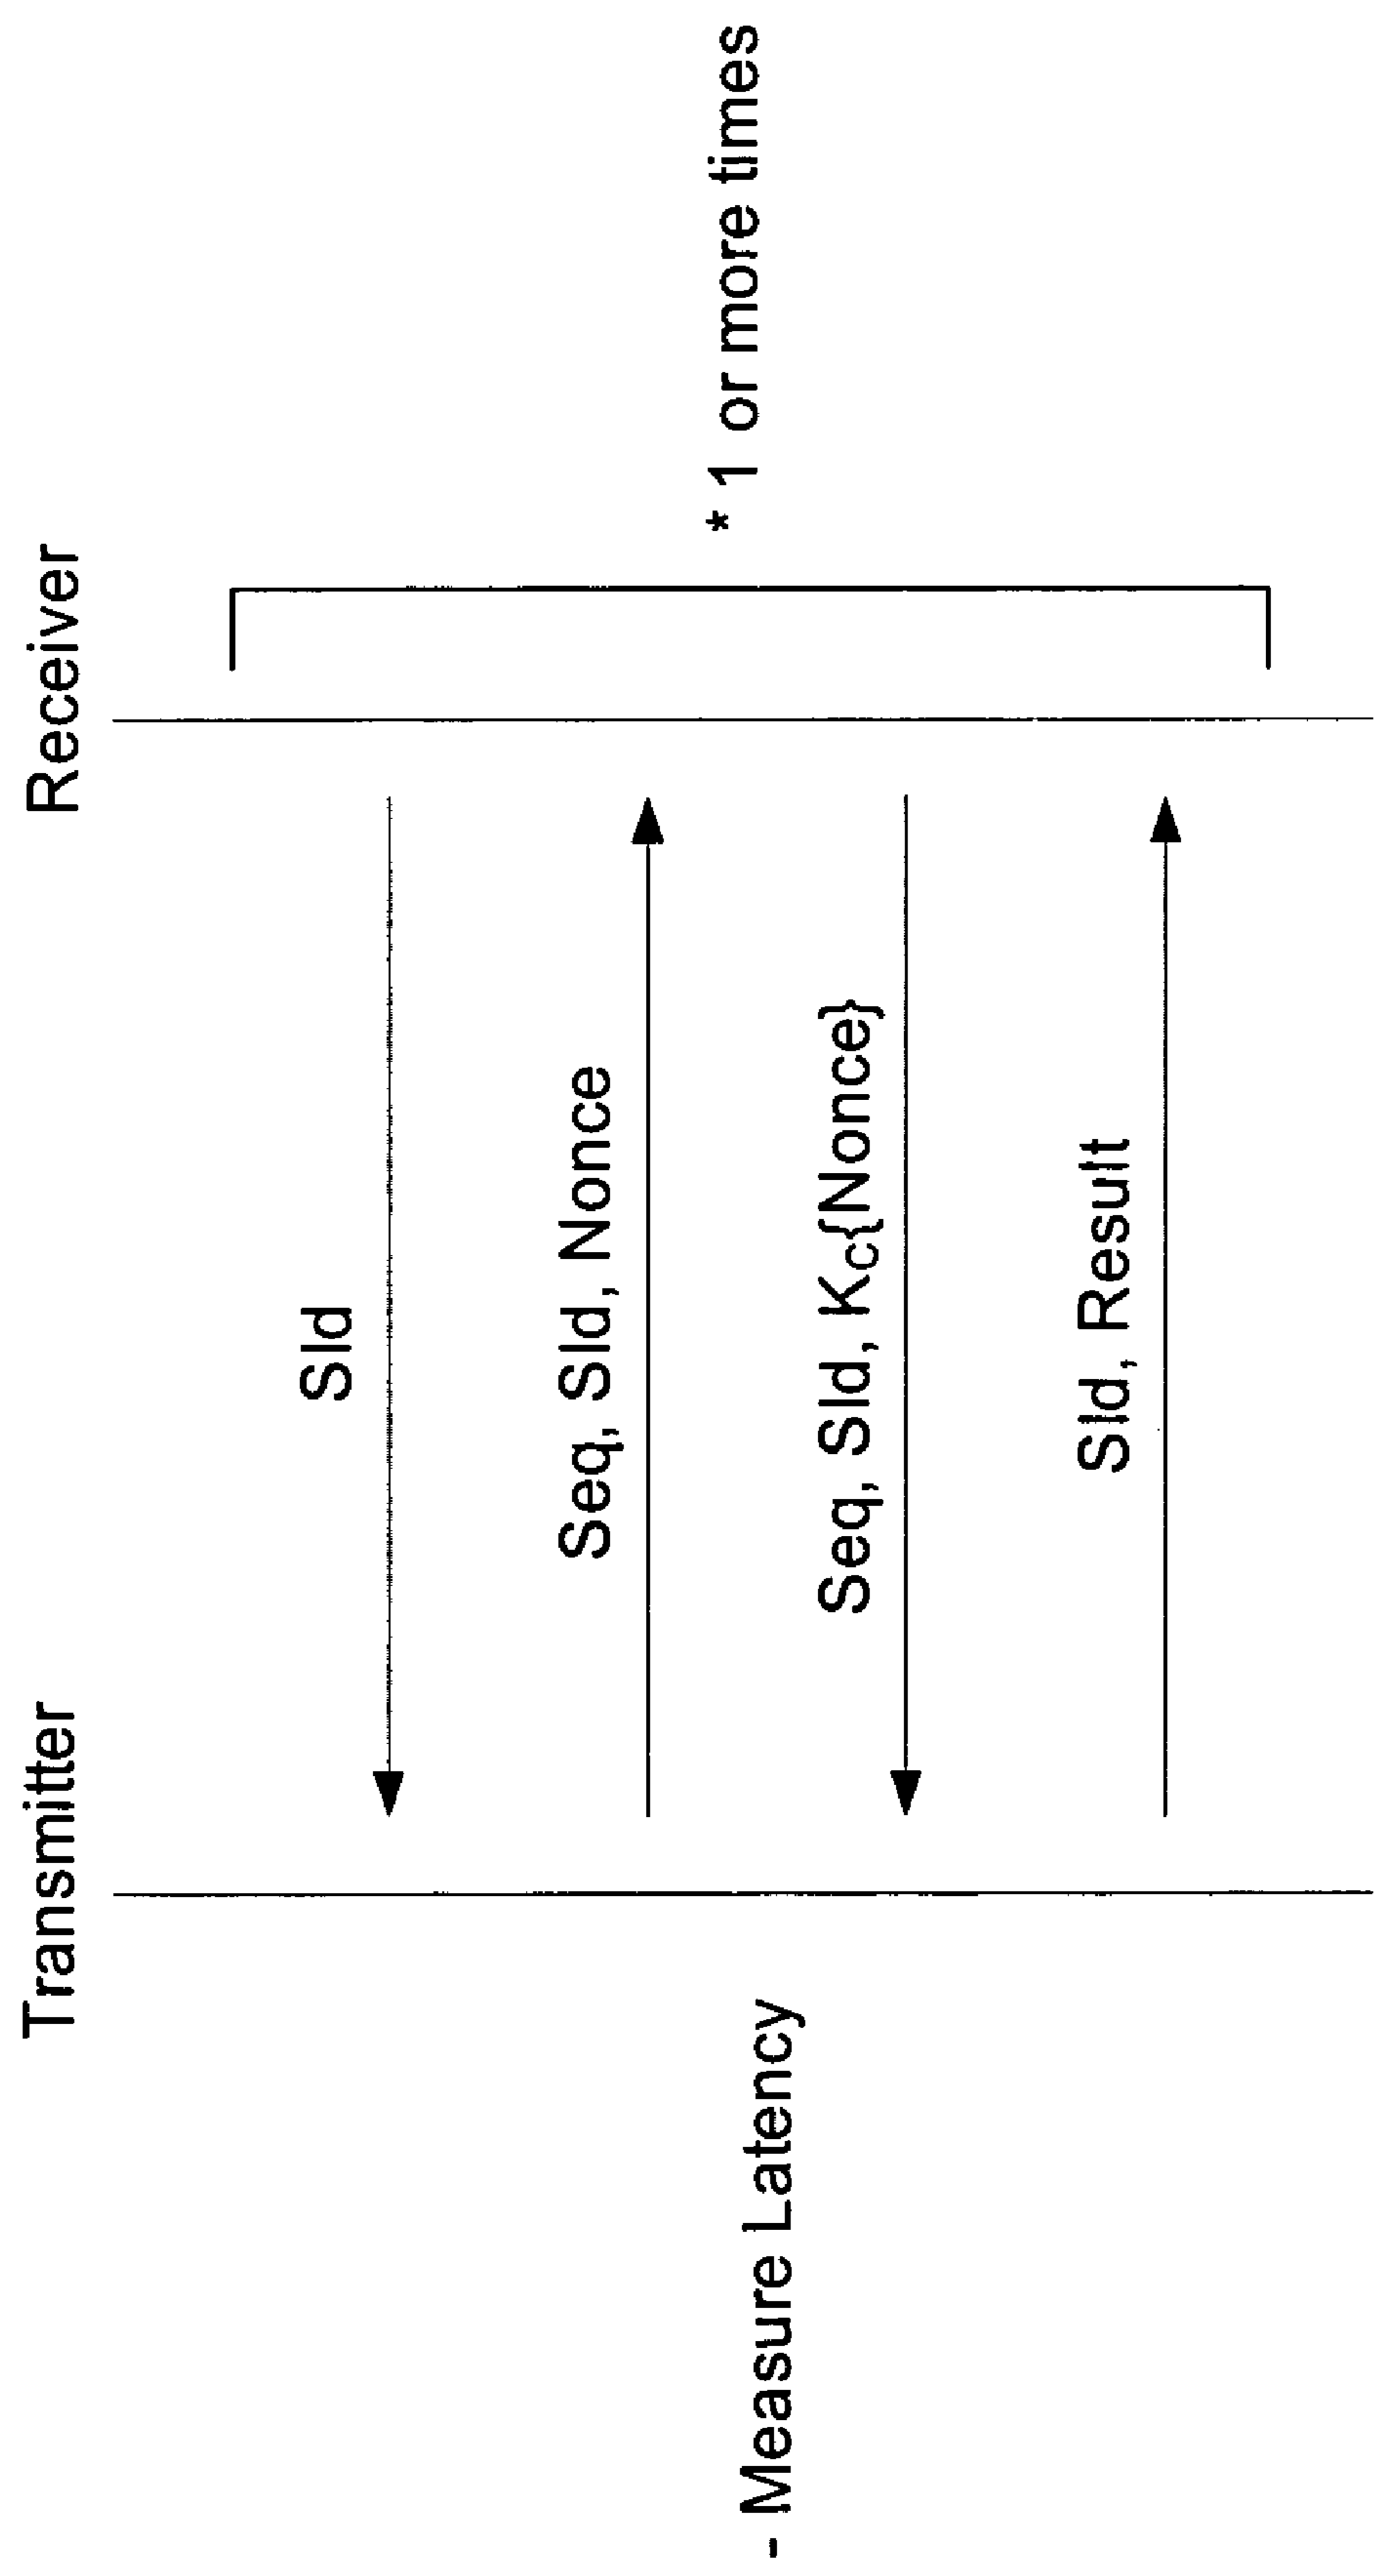 Transmitter
Receiver
SId
Seq, SId, Nonce
- Measure Latency
* 1 or more times
Seq, SId, KC{Nonce}
SId, Result